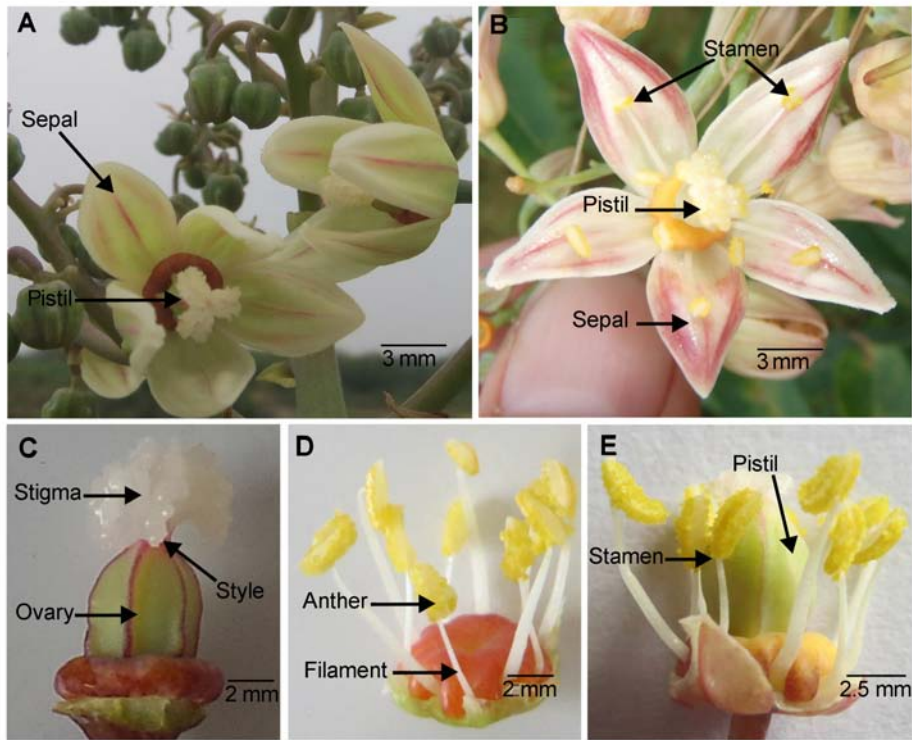 A
Sepal
Pistil
3 mm
B
Stamen
Pistil
Sepal
3 mm
C
Stigma
Style
Ovary
2 mm
D
Anther
Filament
2 mm
E
Pistil
Stamen
2.5 mm